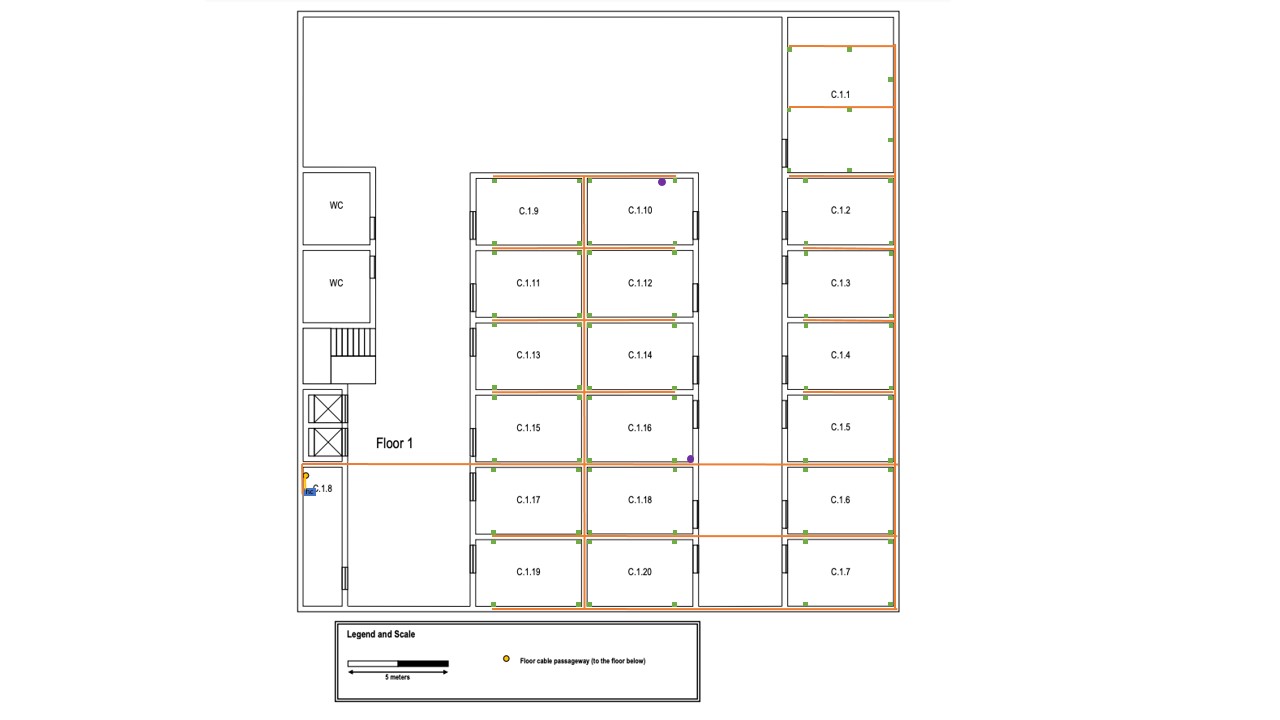 C.1.1
WC
C.1.9
C.1.10
C.1.2
WC
C.1.11
C.1.12
C.1.3
C.1.13
C.1.14
C.1.4
Floor 1
C.1.15
C.1.16
C.1.5
C.1.8
C.1.17
C.1.18
C.1.6
C.1.19
C.1.20
C.1.7
Legend and Scale
5 meters
Floor cable passageway (to the floor below)